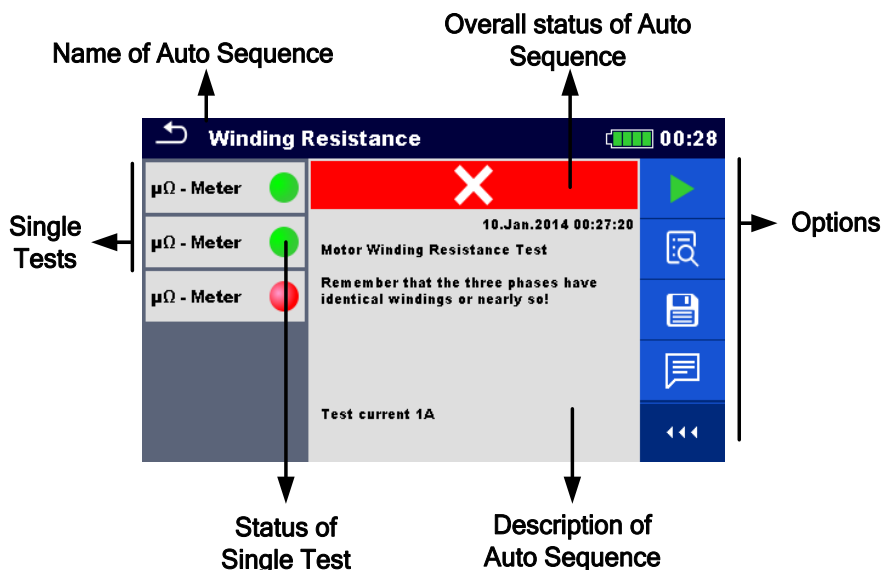 Name of Auto Sequence
Overall status of Auto
Sequence
Winding Resistance
00:28
µΩ - Meter
µΩ - Meter
µΩ - Meter
10.Jan.2014 00:27:20
Motor Winding Resistance Test
Remember that the three phases have
identical windings or nearly so!
Test current 1A
Single
Tests
Options
Status of
Single Test
Description of
Auto Sequence